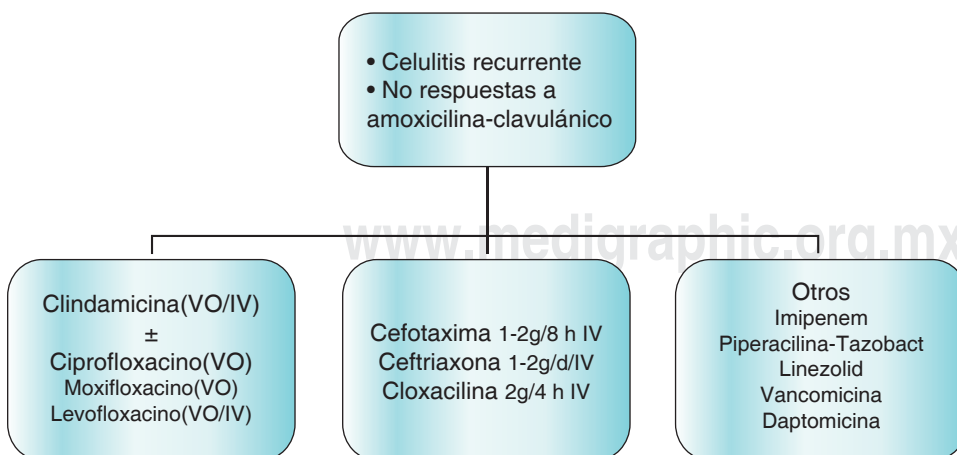 • Celulitis recurrente
• No respuestas a
amoxicilina-clavulánico
www.medigraphic.org.mx
Clindamicina(VO/IV)
±
Ciprofloxacino(VO)
Moxifloxacino(VO)
Levofloxacino(VO/IV)
Cefotaxima 1-2g/8 h IV
Ceftriaxona 1-2g/d/IV
Cloxacilina 2g/4 h IV
Otros
Imipenem
Piperacilina-Tazobact
Linezolid
Vancomicina
Daptomicina